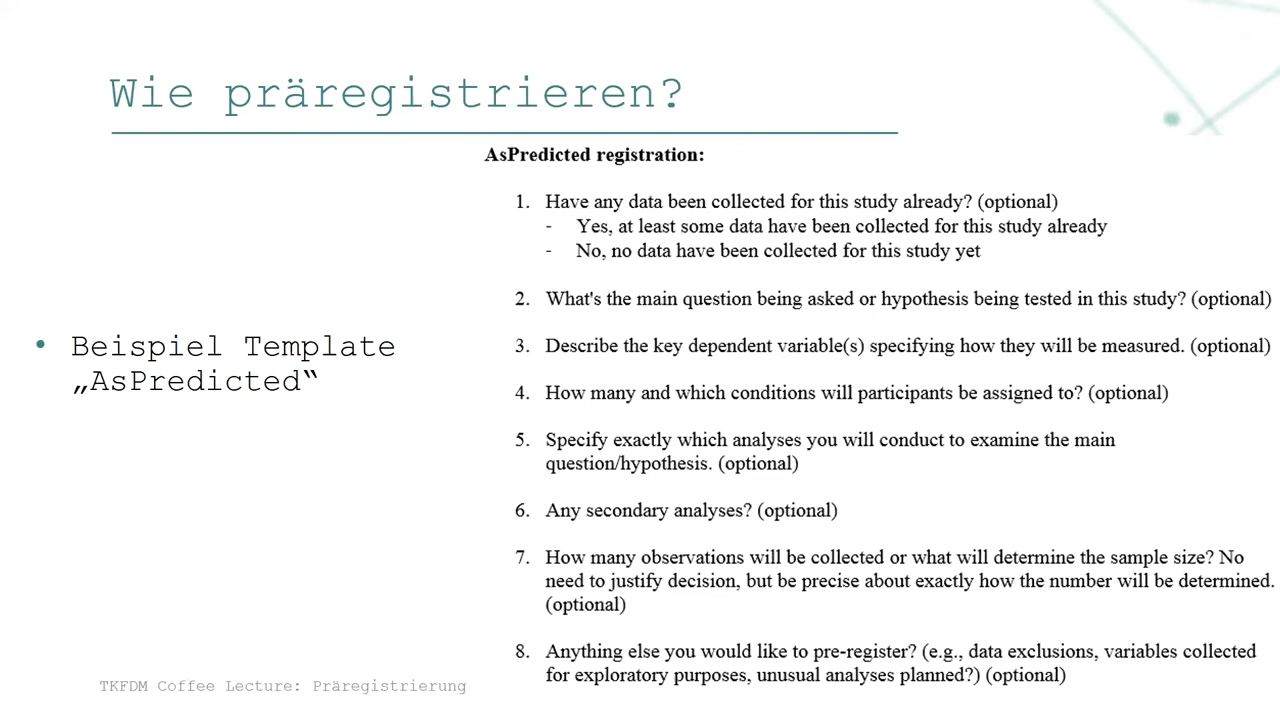 Wie präregistrieren?
AsPredicted registration:
1. Have any data been collected for this study already? (optional)
- Yes, at least some data have been collected for this study already
- No, no data have been collected for this study yet
2. What's the main question being asked or hypothesis being tested in this study? (optional)
• Beispiel Template
„AsPredicted“
3. Describe the key dependent variable(s) specifying how they will be measured. (optional)
4. How many and which conditions will participants be assigned to? (optional)
5. Specify exactly which analyses you will conduct to examine the main
question/hypothesis. (optional)
6. Any secondary analyses? (optional)
7. How many observations will be collected or what will determine the sample size? No
need to justify decision, but be precise about exactly how the number will be determined.
(optional)
8. Anything else you would like to pre-register? (e.g., data exclusions, variables collected
for exploratory purposes, unusual analyses planned?) (optional)
TKFDM Coffee Lecture: Präregistrierung